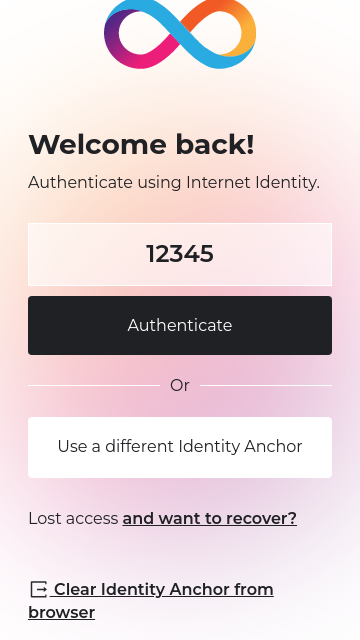 Welcome back!
Authenticate using Internet Identity.
12345
Authenticate
Or
Use a different Identity Anchor
Lost access and want to recover?
Clear Identity Anchor from
browser